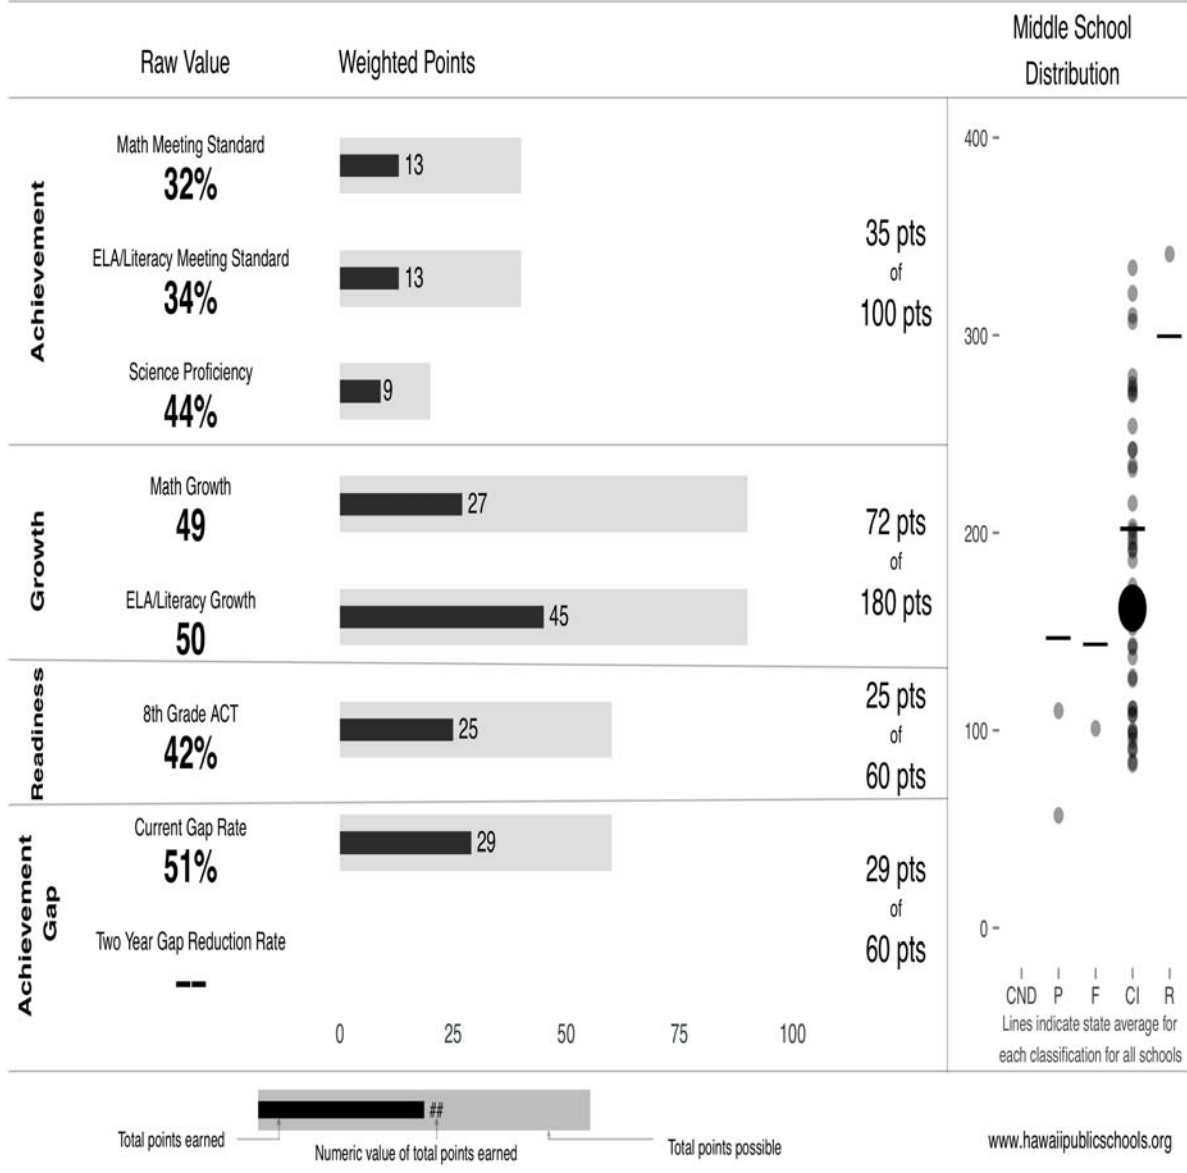 Raw Value
Weighted Points
Middle School
Distribution
Achievement
Math Meeting Standard
32%
13
ELA/Literacy Meeting Standard
34%
13
Science Proficiency
44%
9
35 pts
of
100 pts
Growth
Math Growth
49
27
ELA/Literacy Growth
50
45
72 pts
of
180 pts
Readiness
8th Grade ACT
42%
25
25 pts
of
60 pts
Achievement
Gap
Current Gap Rate
51%
29
Two Year Gap Reduction Rate
--
29 pts
of
60 pts
0 25 50 75 100
400
300
200
100
0
CND P F CI R
Lines indicate state average for
each classification for all schools
##
Total points earned
Numeric value of total points earned
Total points possible
www.hawaiipublicschools.org